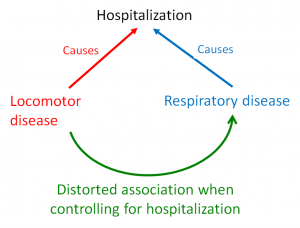 Hospitalization
Causes
Causes
Locomotor
disease
Respiratory disease
Distorted association when
controlling for hospitalization